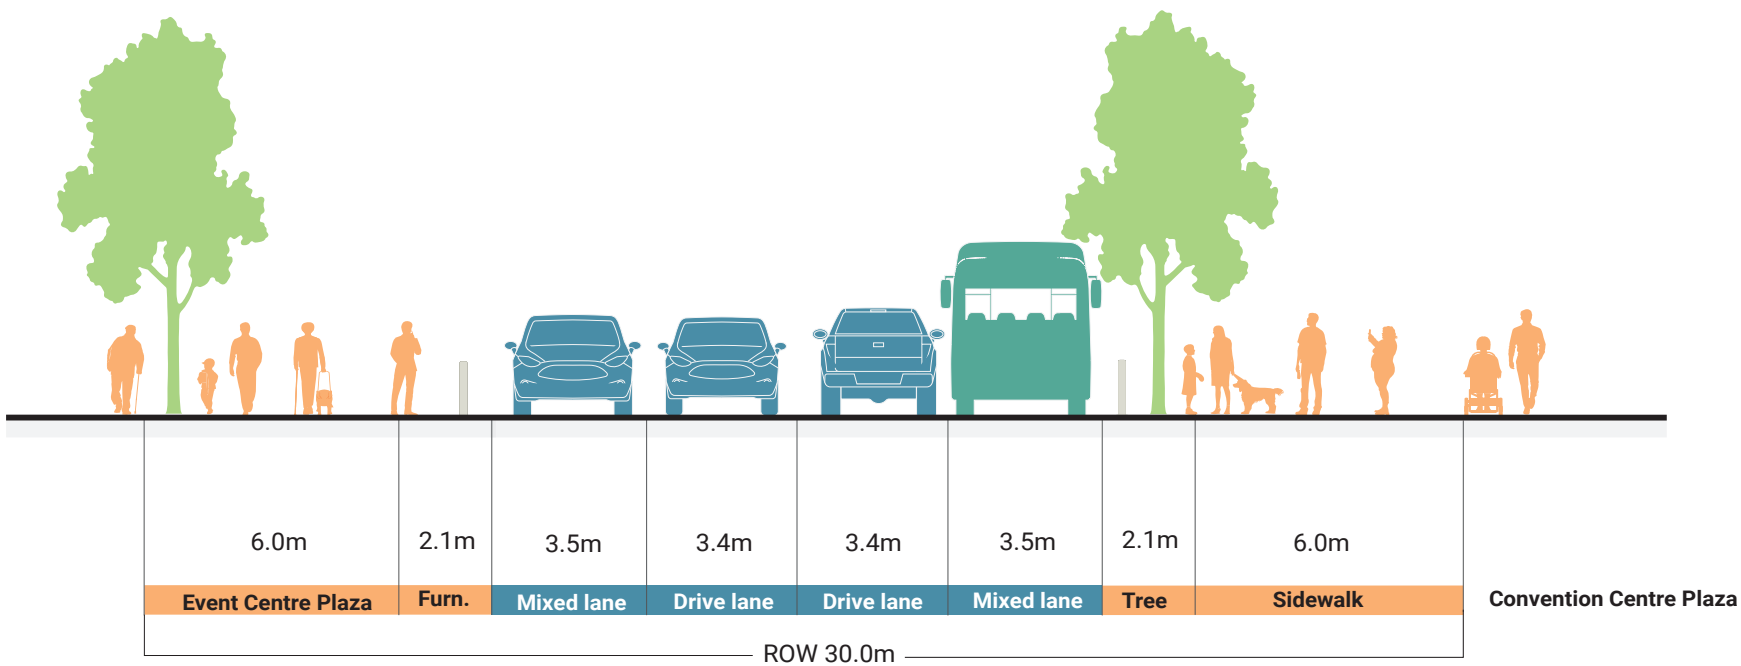 6.0m 2.1m 3.5m 3.4m 3.4m 3.5m 2.1m 6.0m
Event Centre Plaza Furn. Mixed lane Drive lane Drive lane Mixed lane Tree Sidewalk Convention Centre Plaza
ROW 30.0m